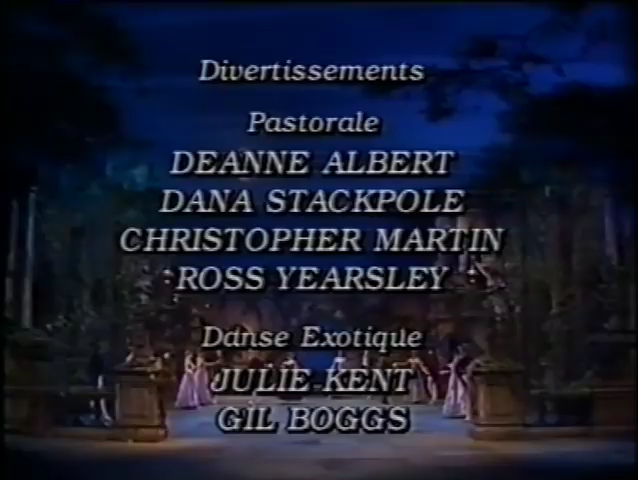 Divertissements
Pastorale
DEANNE ALBERT
DANA STACKPOLE
CHRISTOPHER MARTIN
ROSS YEARSLEY
Danse Exotique
JULIE KENT
GIL BOGGS